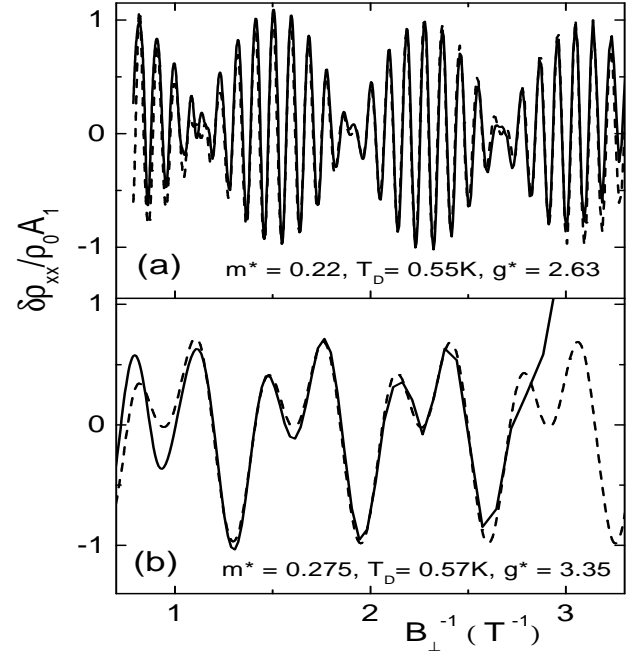 1
0
-1
(a)
m* = 0.22, T_D= 0.55K, g* = 2.63
δρ_xx/ρ_0A_1
1
0
-1
(b)
m* = 0.275, T_D= 0.57K, g* = 3.35
1 2 3
B_⊥^-1 (T^-1)